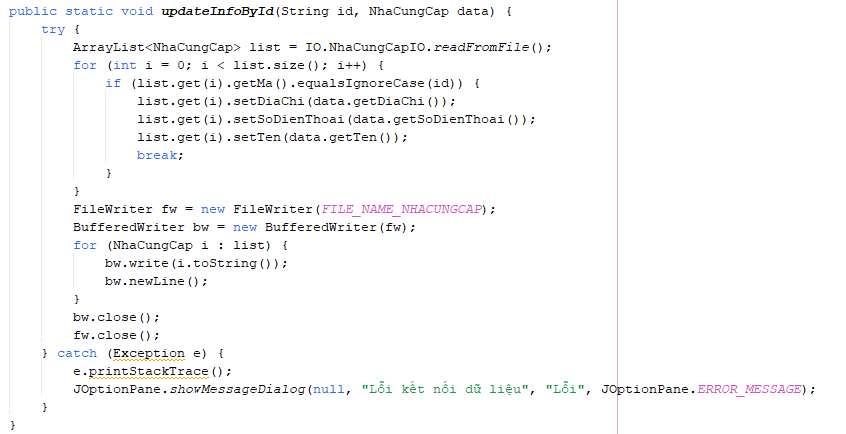 public static void updateInfoById(String id, NhaCungCap data) {
try {
ArrayList<NhaCungCap> list = IO.NhaCungCapIO.readFromFile();
for (int i = 0; i < list.size(); i++) {
if (list.get(i).getMa().equalsIgnoreCase(id)) {
list.get(i).setDiaChi(data.getDiaChi());
list.get(i).setSoDienThoai(data.getSoDienThoai());
list.get(i).setTen(data.getTen());
break;
}
}
FileWriter fw = new FileWriter(FILE_NAME_NHACUNGCAP);
BufferedWriter bw = new BufferedWriter(fw);
for (NhaCungCap i : list) {
bw.write(i.toString());
bw.newLine();
}
bw.close();
fw.close();
} catch (Exception e) {
e.printStackTrace();
JOptionPane.showMessageDialog(null, "Lỗi kết nối dữ liệu", "Lỗi", JOptionPane.ERROR_MESSAGE);
}
}